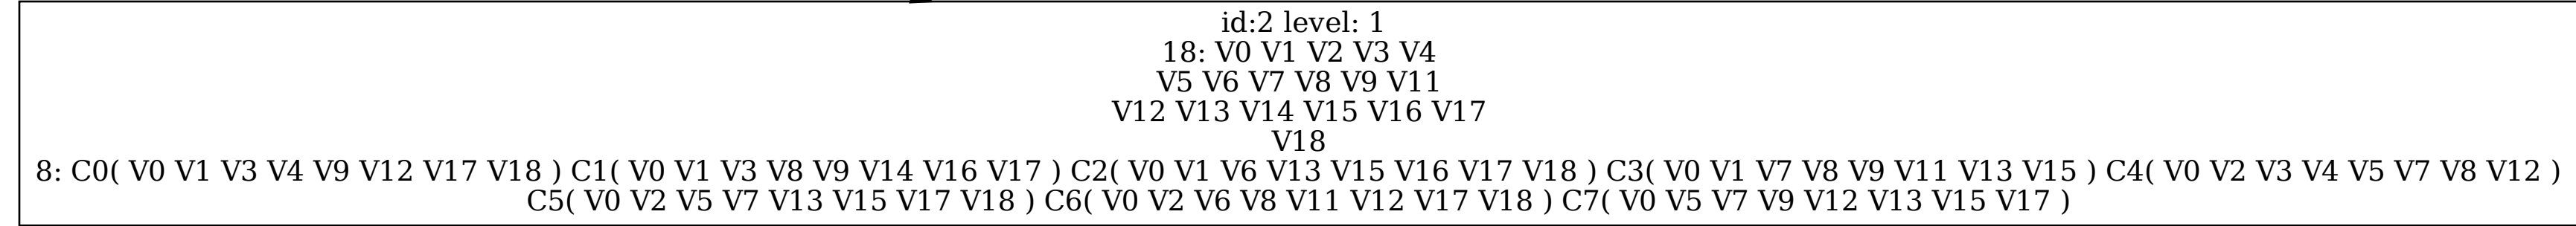 id:2 level: 1
18: V0 V1 V2 V3 V4
V5 V6 V7 V8 V9 V11
V12 V13 V14 V15 V16 V17
V18
8: C0( V0 V1 V3 V4 V9 V12 V17 V18 ) C1( V0 V1 V3 V8 V9 V14 V16 V17 ) C2( V0 V1 V6 V13 V15 V16 V17 V18 ) C3( V0 V1 V7 V8 V9 V11 V13 V15 ) C4( V0 V2 V3 V4 V5 V7 V8 V12 )
C5( V0 V2 V5 V7 V13 V15 V17 V18 ) C6( V0 V2 V6 V8 V11 V12 V17 V18 ) C7( V0 V5 V7 V9 V12 V13 V15 V17 )